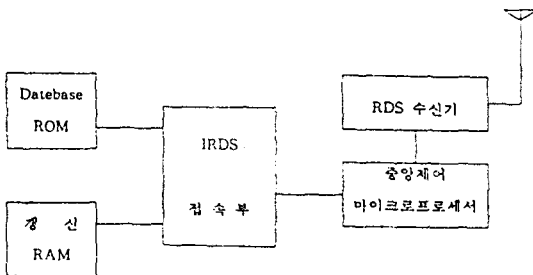 Datebase
ROM
IRDS
접속부
갱 신
RAM
RDS 수신기
중앙제어
마이크로프로세서